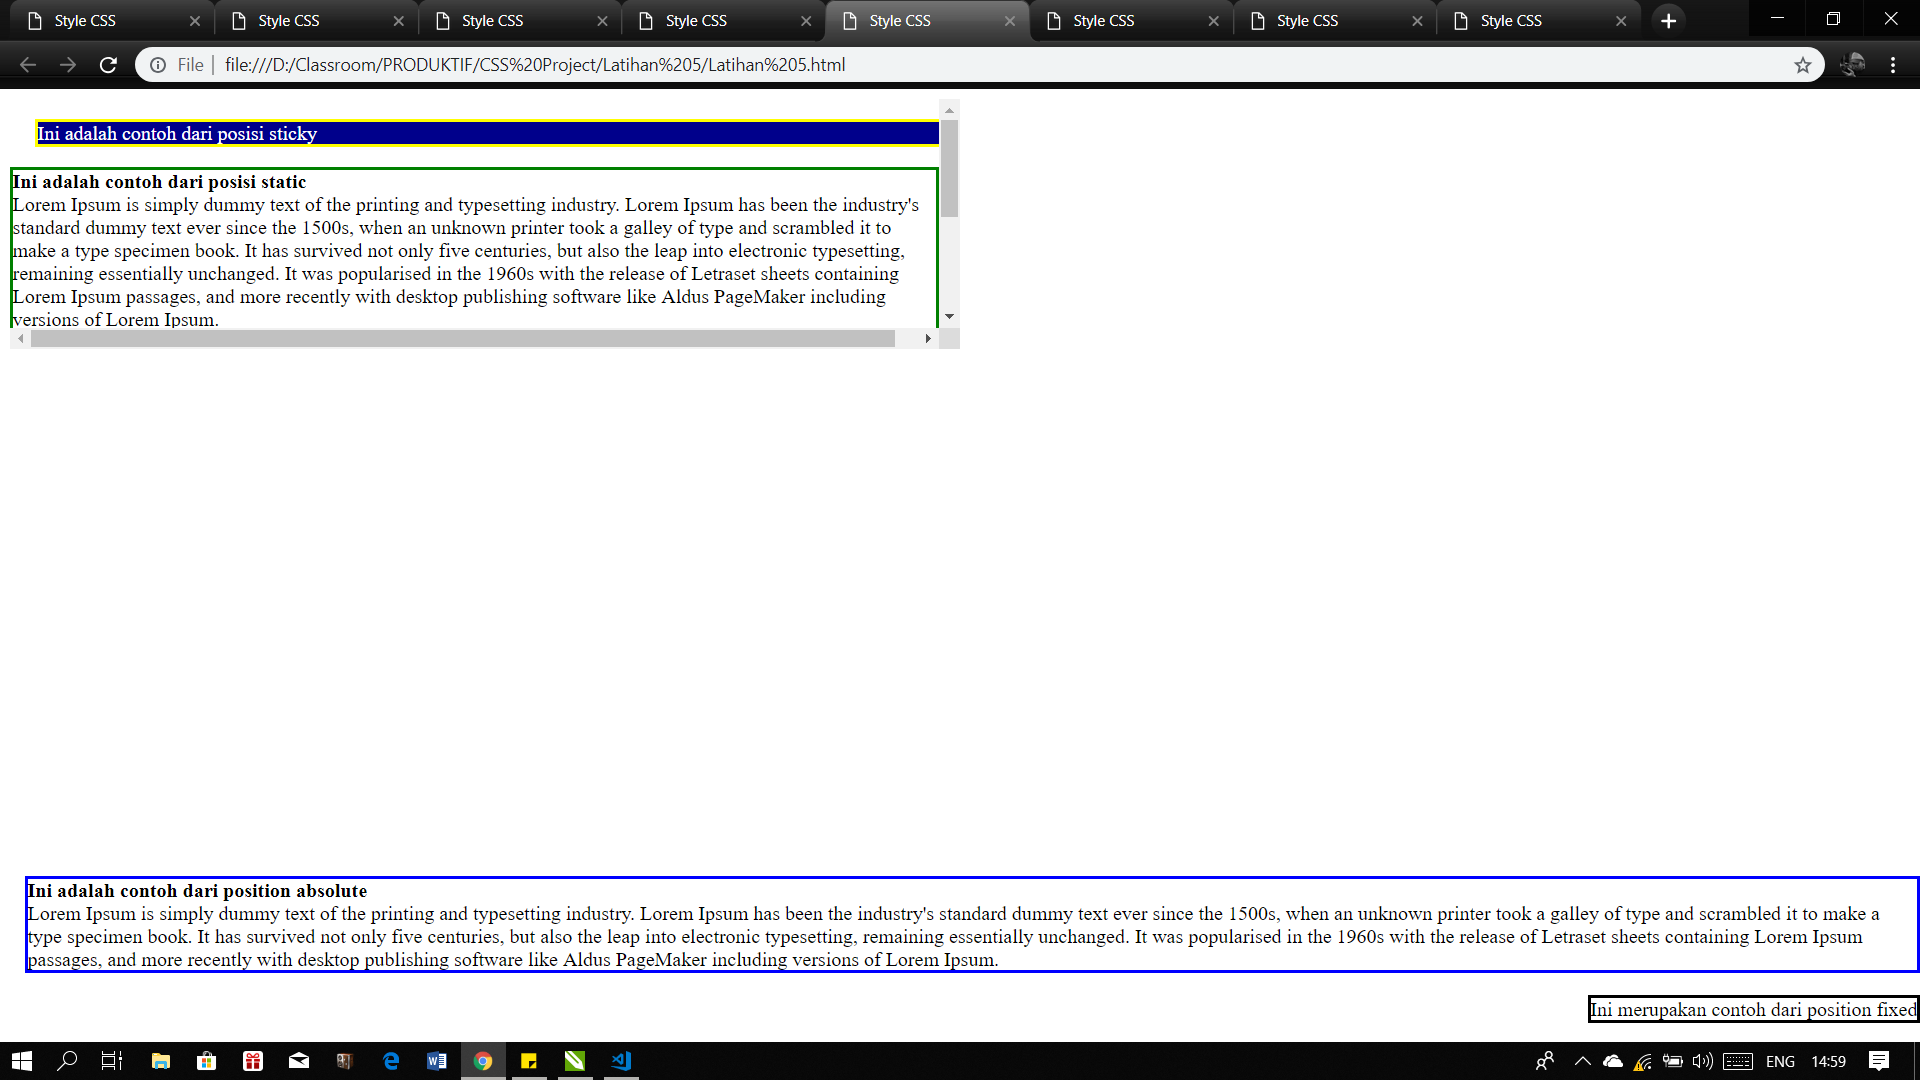 Style CSS
Style CSS
Style CSS
Style CSS
Style CSS
Style CSS
Style CSS
Style CSS
File
file:///D:/Classroom/PRODUKTIF/CSS%20Project/Latihan%205/Latihan%205.html
Ini adalah contoh dari posisi sticky
Ini adalah contoh dari posisi static
Lorem Ipsum is simply dummy text of the printing and typesetting industry. Lorem Ipsum has been the industry's
standard dummy text ever since the 1500s, when an unknown printer took a galley of type and scrambled it to
make a type specimen book. It has survived not only five centuries, but also the leap into electronic typesetting,
remaining essentially unchanged. It was popularised in the 1960s with the release of Letraset sheets containing
Lorem Ipsum passages, and more recently with desktop publishing software like Aldus PageMaker including
versions of Lorem Ipsum.
Ini adalah contoh dari position absolute
Lorem Ipsum is simply dummy text of the printing and typesetting industry. Lorem Ipsum has been the industry's standard dummy text ever since the 1500s, when an unknown printer took a galley of type and scrambled it to make a
type specimen book. It has survived not only five centuries, but also the leap into electronic typesetting, remaining essentially unchanged. It was popularised in the 1960s with the release of Letraset sheets containing Lorem Ipsum
passages, and more recently with desktop publishing software like Aldus PageMaker including versions of Lorem Ipsum.
Ini merupakan contoh dari position fixed
ENG
14:59